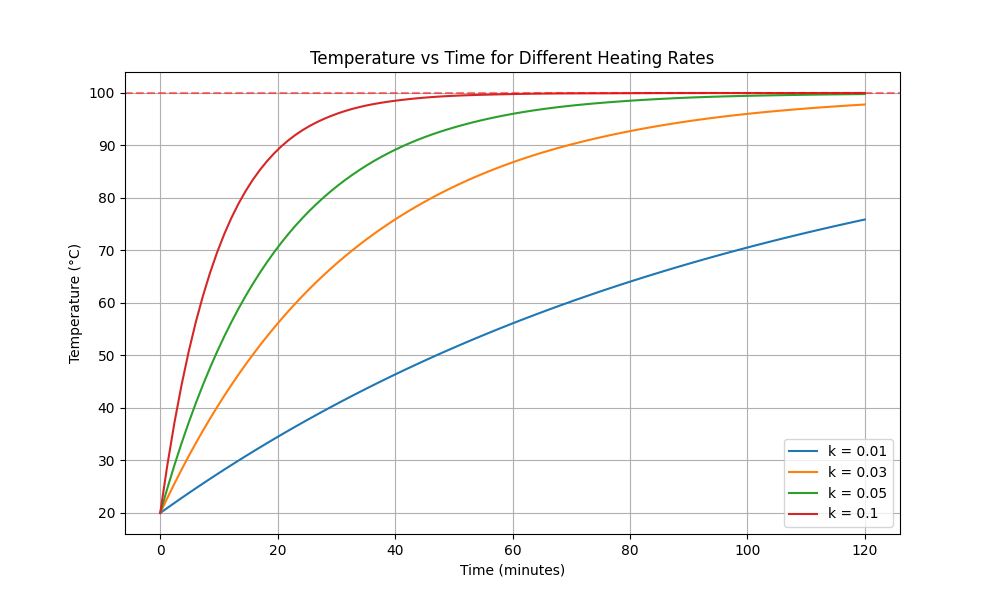 Temperature vs Time for Different Heating Rates
Temperature (°C)
100
90
80
70
60
50
40
30
20
0 20 40 60 80 100 120
Time (minutes)
k = 0.01
k = 0.03
k = 0.05
k = 0.1